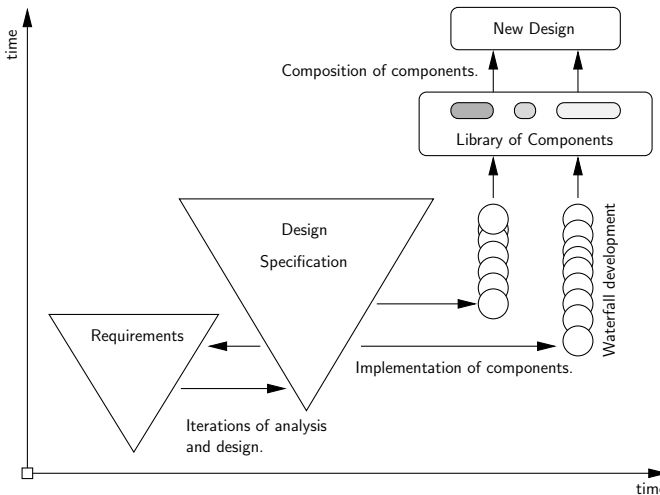 time
New Design
Composition of components.
Library of Components
Design
Specification
Waterfall development
Requirements
Implementation of components.
Iterations of analysis
and design.
time